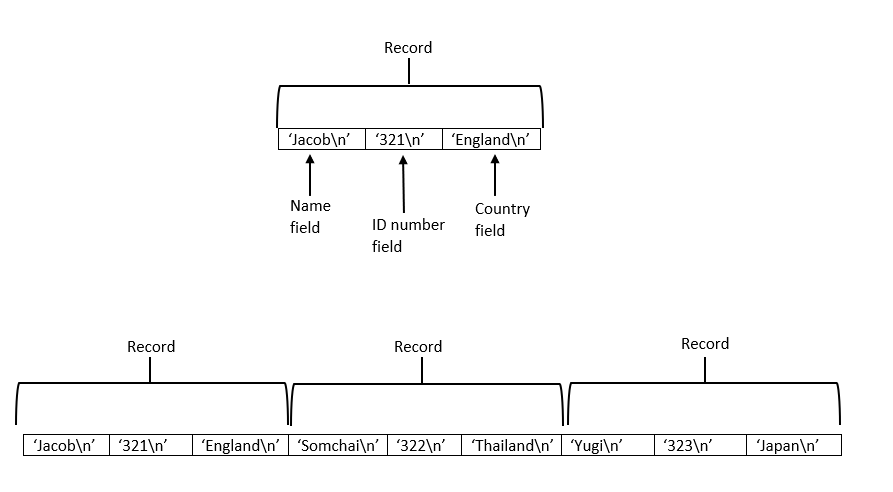 Record
‘Jacob\n’ ‘321\n’ ‘England\n’
Name
field
ID number
field
Country
field
Record Record Record
‘Jacob\n’ ‘321\n’ ‘England\n’ ‘Somchai\n’ ‘322\n’ ‘Thailand\n’ ‘Yugi\n’ ‘323\n’ ‘Japan\n’